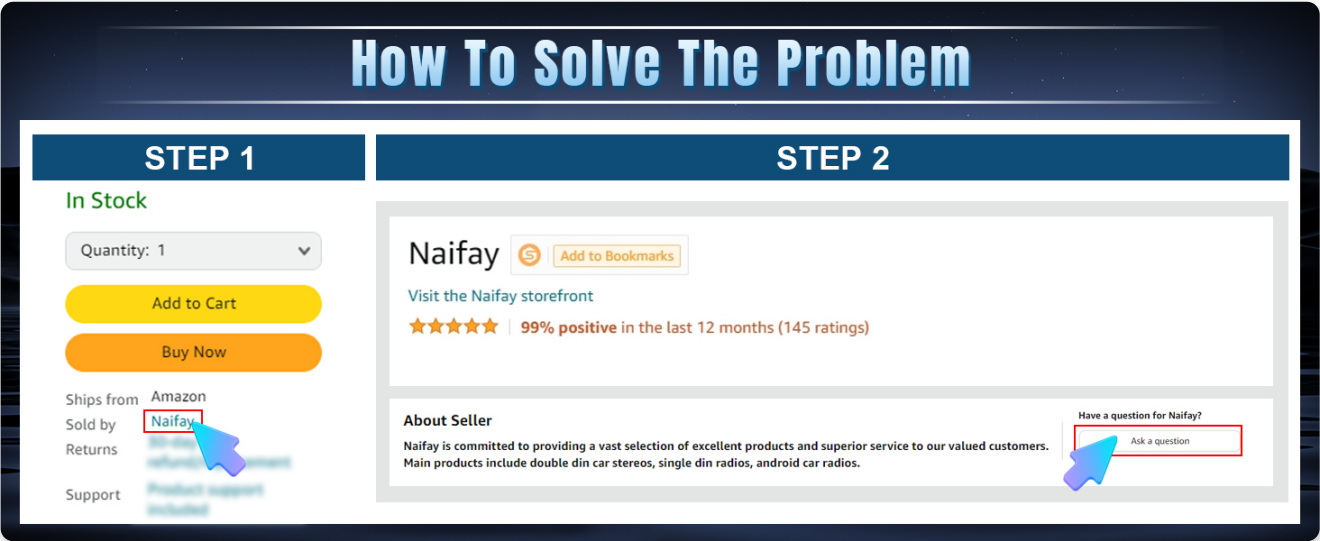 How To Solve The Problem
STEP 1
In Stock
Quantity: 1
Add to Cart
Buy Now
Ships from Amazon
Sold by Naifay
Returns
Support
STEP 2
Naifay
S Add to Bookmarks
Visit the Naifay storefront
99% positive in the last 12 months (145 ratings)
About Seller
Naifay is committed to providing a vast selection of excellent products and superior service to our valued customers.
Main products include double din car stereos, single din radios, android car radios.
Have a question for Naifay?
Ask a question